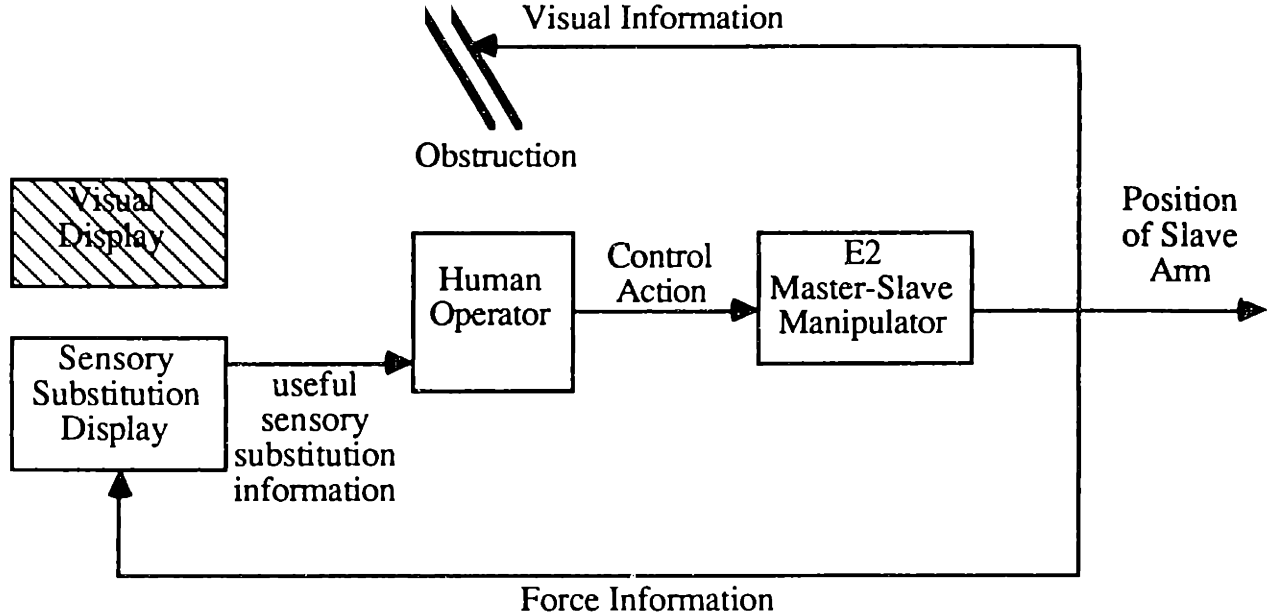 Visual Information
Obstruction
Visual
Display
Position
of Slave
Arm
Human
Operator
Control
Action
E2
Master-Slave
Manipulator
Sensory
Substitution
Display
useful
sensory
substitution
information
Force Information